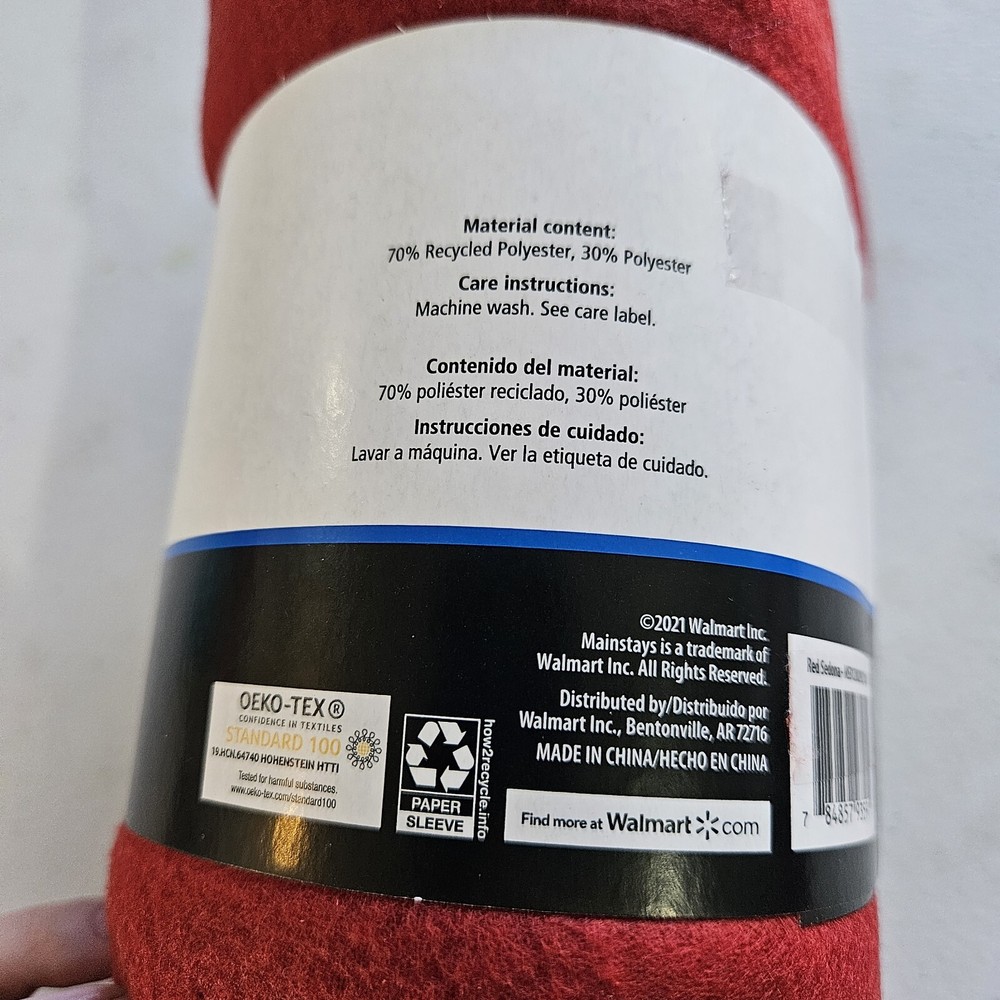 Material content:
70% Recycled Polyester, 30% Polyester
Care instructions:
Machine wash. See care label.
Contenido del material:
70% poliéster reciclado, 30% poliéster
Instrucciones de cuidado:
Lavar a máquina. Ver la etiqueta de cuidado.
©2021 Walmart Inc.
Mainstays is a trademark of
Walmart Inc. All Rights Reserved.
Distributed by/Distribuido por
Walmart Inc., Bentonville, AR 72716
MADE IN CHINA/HECHO EN CHINA
Find more at Walmart com
OEKO-TEX®
CONFIDENCE IN TEXTILES
STANDARD 100
19.HCN.64740 HOHENSTEIN HTTI
Tested for harmful substances.
www.oeko-tex.com/standard100
PAPER
SLEEVE
how2recycle.info
Red Sedona
7 84857